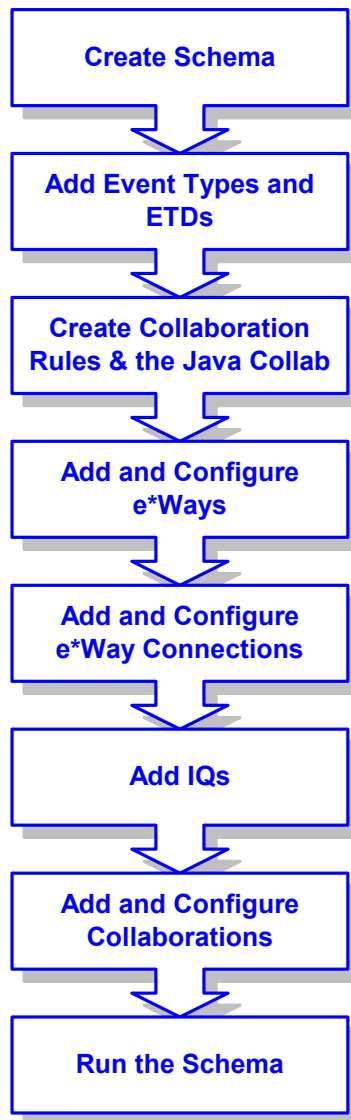 Create Schema
Add Event Types and
ETDs
Create Collaboration
Rules & the Java Collab
Add and Configure
e*Ways
Add and Configure
e*Way Connections
Add IQs
Add and Configure
Collaborations
Run the Schema